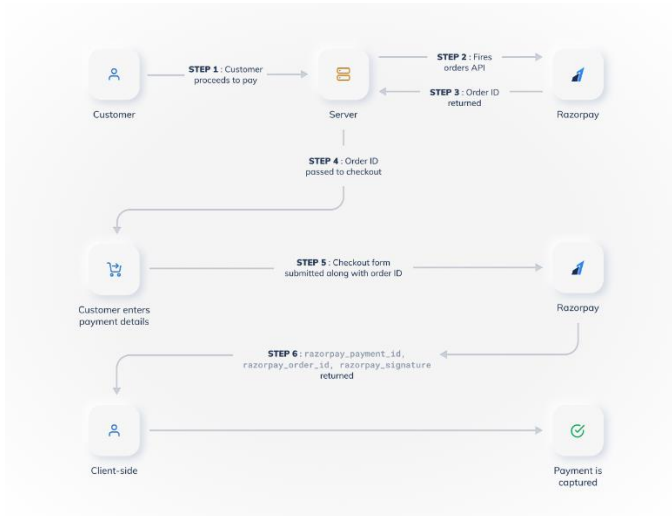 STEP 1 : Customer
proceeds to pay
STEP 2 : Fires
orders API
STEP 3 : Order ID
returned
Customer
Server
Razorpay
STEP 4 : Order ID
passed to checkout
STEP 5 : Checkout form
submitted along with order ID
Customer enters
payment details
Razorpay
STEP 6 : razorpay_payment_id,
razorpay_order_id, razorpay_signature
returned
Client-side
Payment is
captured